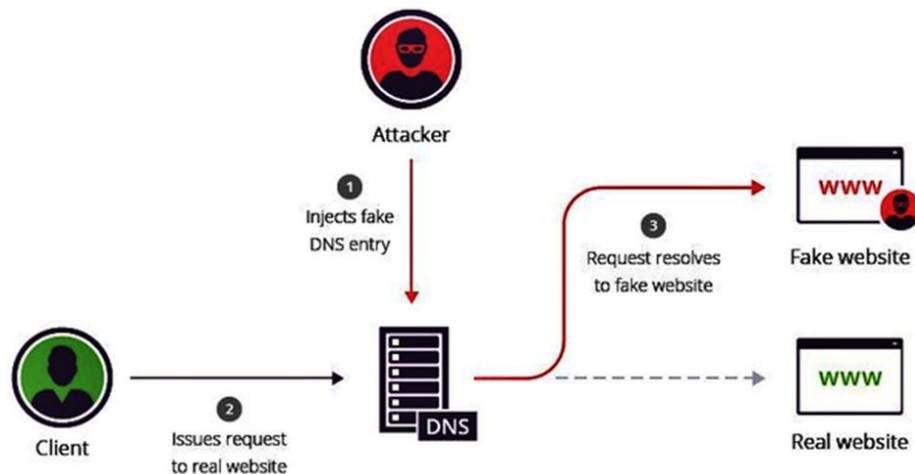 Attacker
1
Injects fake
DNS entry
www
3
Request resolves
to fake website
Fake website
DNS
www
Client
2
Issues request
to real website
Real website